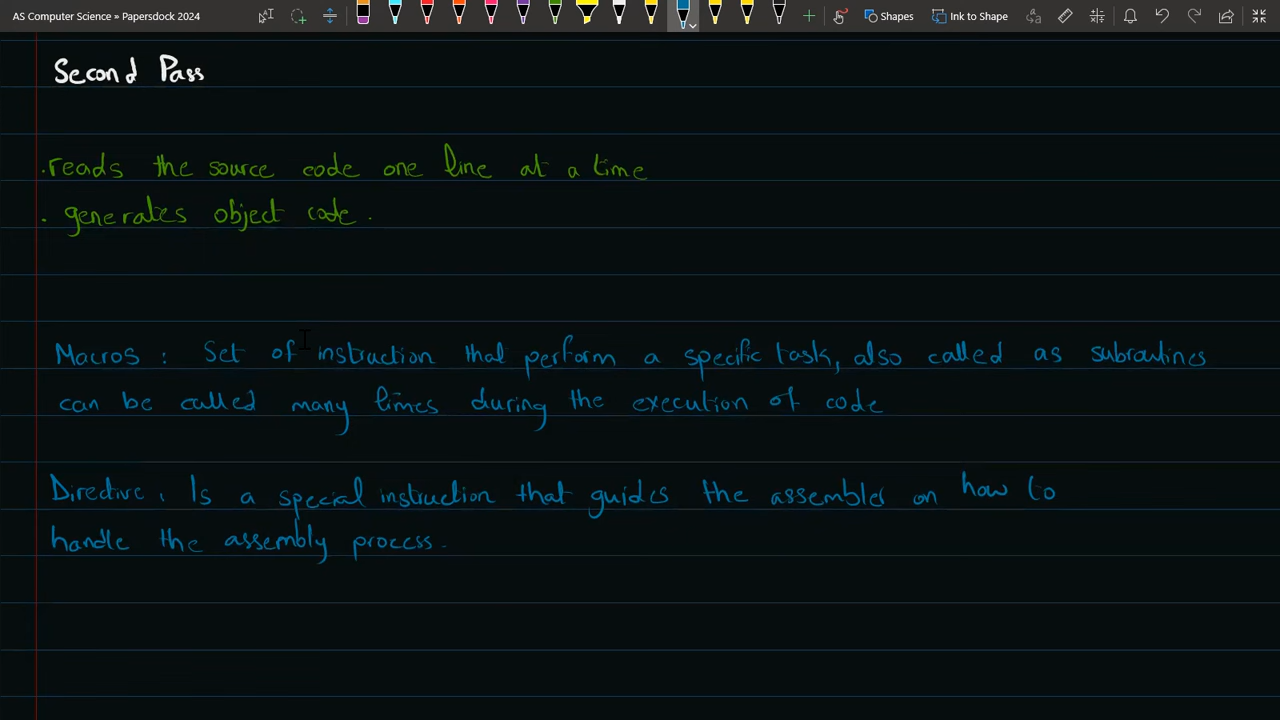 AS Computer Science » Papersdock 2024
Shapes
Ink to Shape
Second Pass
. reads the source code one line at a time
. generates object code.
Macros : Set of instruction that perform a specific task, also called as subroutines
can be called many times during the execution of code
Directive : Is a special instruction that guides the assembler on how to
handle the assembly process.